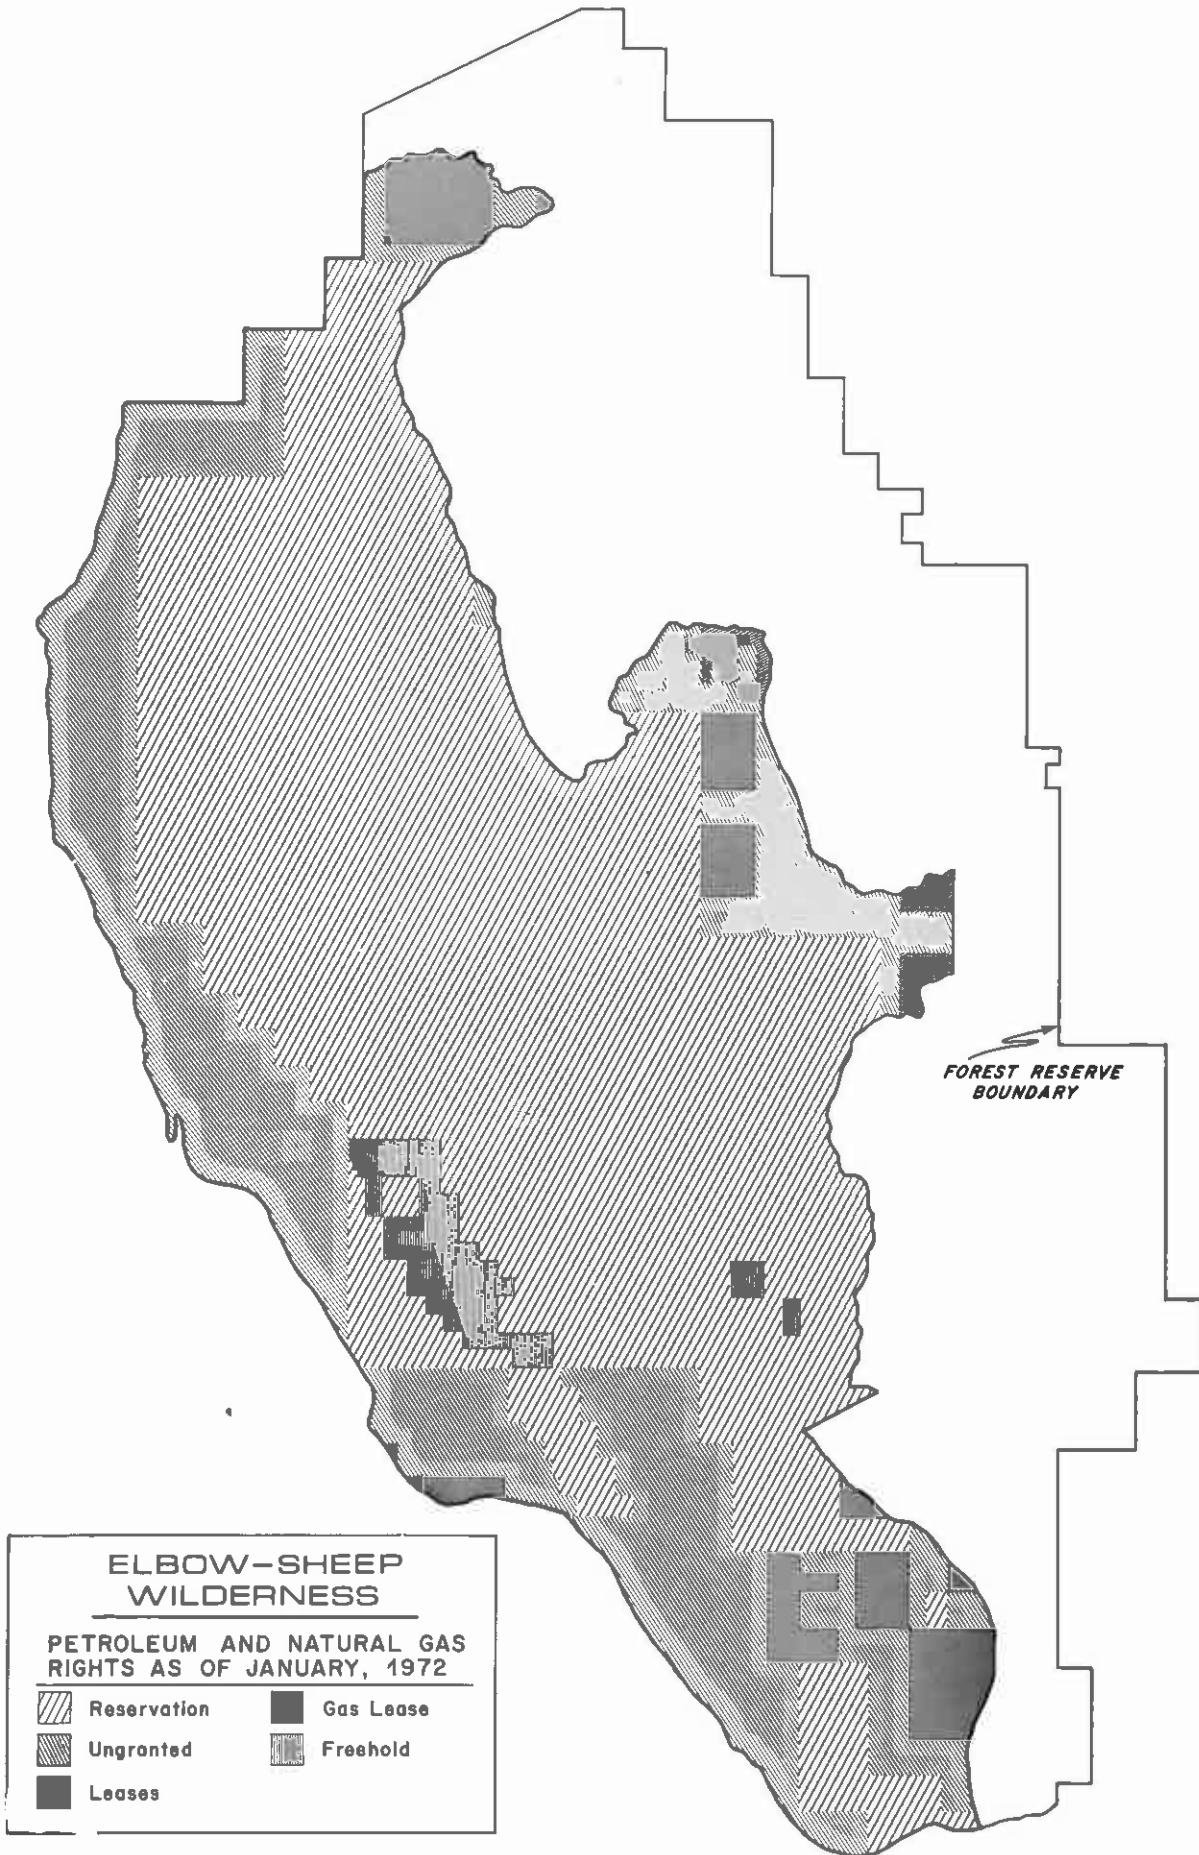 FOREST RESERVE
BOUNDARY
ELBOW-SHEEP
WILDERNESS
PETROLEUM AND NATURAL GAS
RIGHTS AS OF JANUARY, 1972
Reservation
Gas Lease
Ungranted
Freehold
Leases